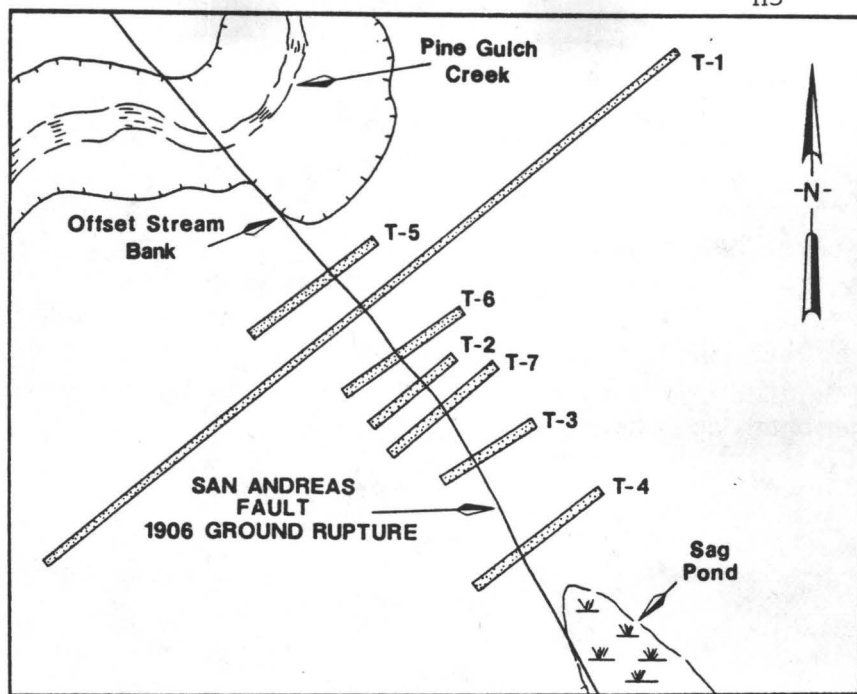 Pine Gulch
Creek
T-1
-N-
Offset Stream
Bank
T-5
T-6
T-2
T-7
T-3
SAN ANDREAS
FAULT
1906 GROUND RUPTURE
T-4
Sag
Pond